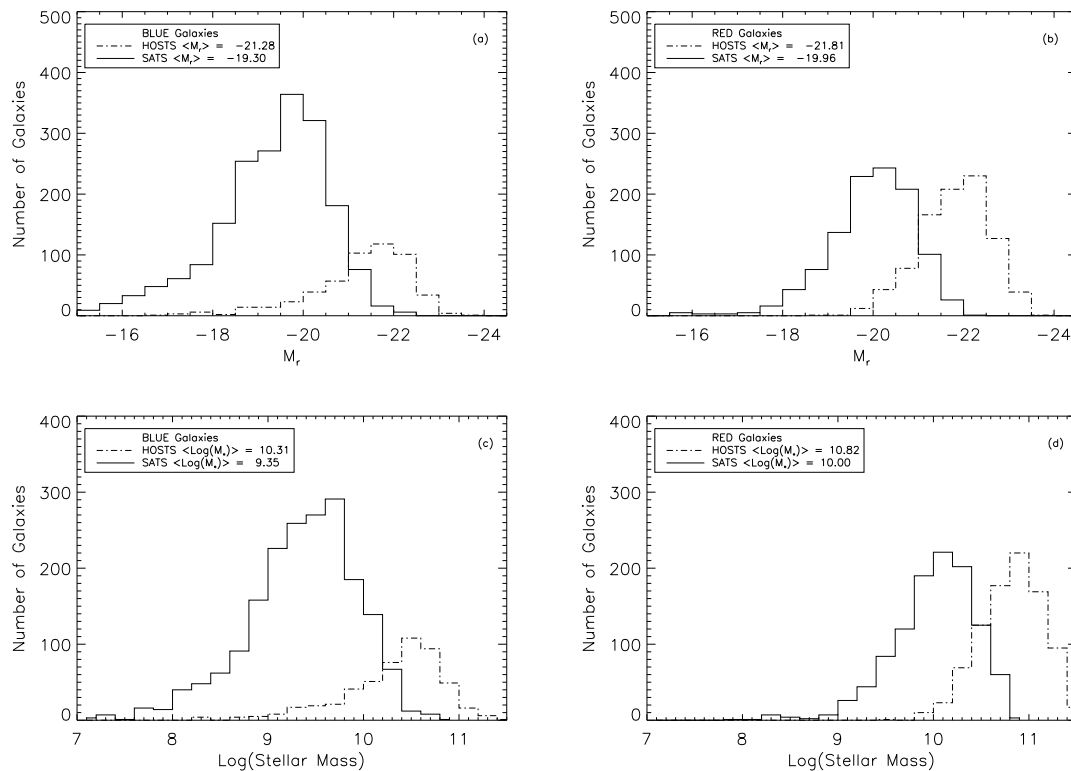 500
400
300
200
100
0
Number of Galaxies
BLUE Galaxies
HOSTS <M_r> = −21.28
SATS <M_r> = −19.30
(a)
−16 −18 −20 −22 −24
M_r
500
400
300
200
100
0
Number of Galaxies
RED Galaxies
HOSTS <M_r> = −21.81
SATS <M_r> = −19.96
(b)
−16 −18 −20 −22 −24
M_r
400
300
200
100
0
Number of Galaxies
BLUE Galaxies
HOSTS <Log(M_*)> = 10.31
SATS <Log(M_*)> = 9.35
(c)
7 8 9 10 11
Log(Stellar Mass)
400
300
200
100
0
Number of Galaxies
RED Galaxies
HOSTS <Log(M_*)> = 10.82
SATS <Log(M_*)> = 10.00
(d)
7 8 9 10 11
Log(Stellar Mass)